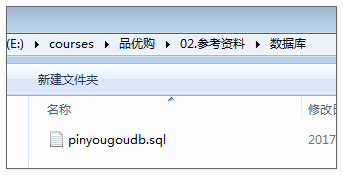 (E:) ▸ courses ▸ 品优购 ▸ 02.参考资料 ▸ 数据库
新建文件夹
名称 修改日
pinyougoudb.sql 2017